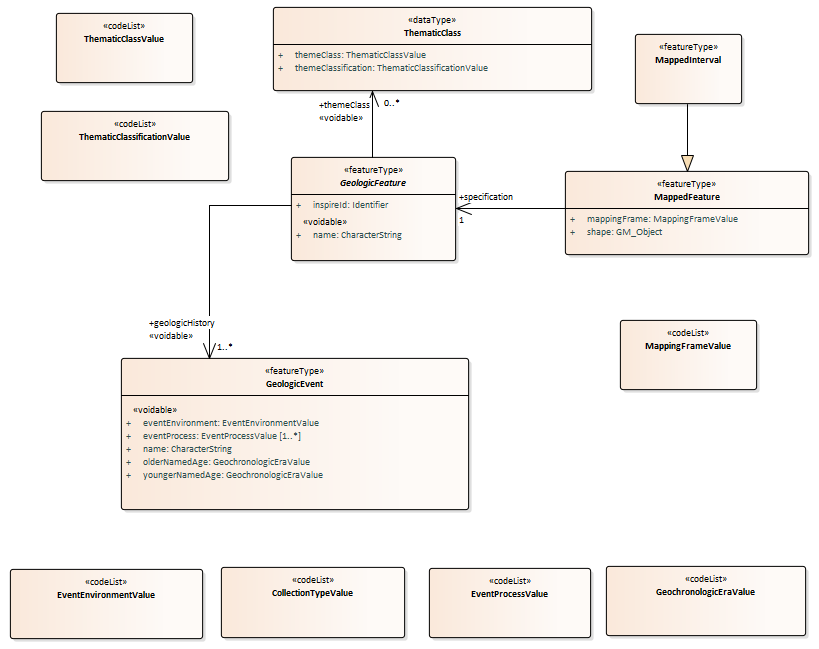 «codeList»
ThematicClassValue
«dataType»
ThematicClass
+ themeClass: ThematicClassValue
+ themeClassification: ThematicClassificationValue
«featureType»
MappedInterval
+themeClass
0..*
«voidable»
«codeList»
ThematicClassificationValue
«featureType»
GeologicFeature
+ inspireId: Identifier
«voidable»
+ name: CharacterString
+specification
1
«featureType»
MappedFeature
+ mappingFrame: MappingFrameValue
+ shape: GM_Object
+geologicHistory
«voidable»
1..*
«codeList»
MappingFrameValue
«featureType»
GeologicEvent
«voidable»
+ eventEnvironment: EventEnvironmentValue
+ eventProcess: EventProcessValue [1..*]
+ name: CharacterString
+ olderNamedAge: GeochronologicEraValue
+ youngerNamedAge: GeochronologicEraValue
«codeList»
EventEnvironmentValue
«codeList»
CollectionTypeValue
«codeList»
EventProcessValue
«codeList»
GeochronologicEraValue